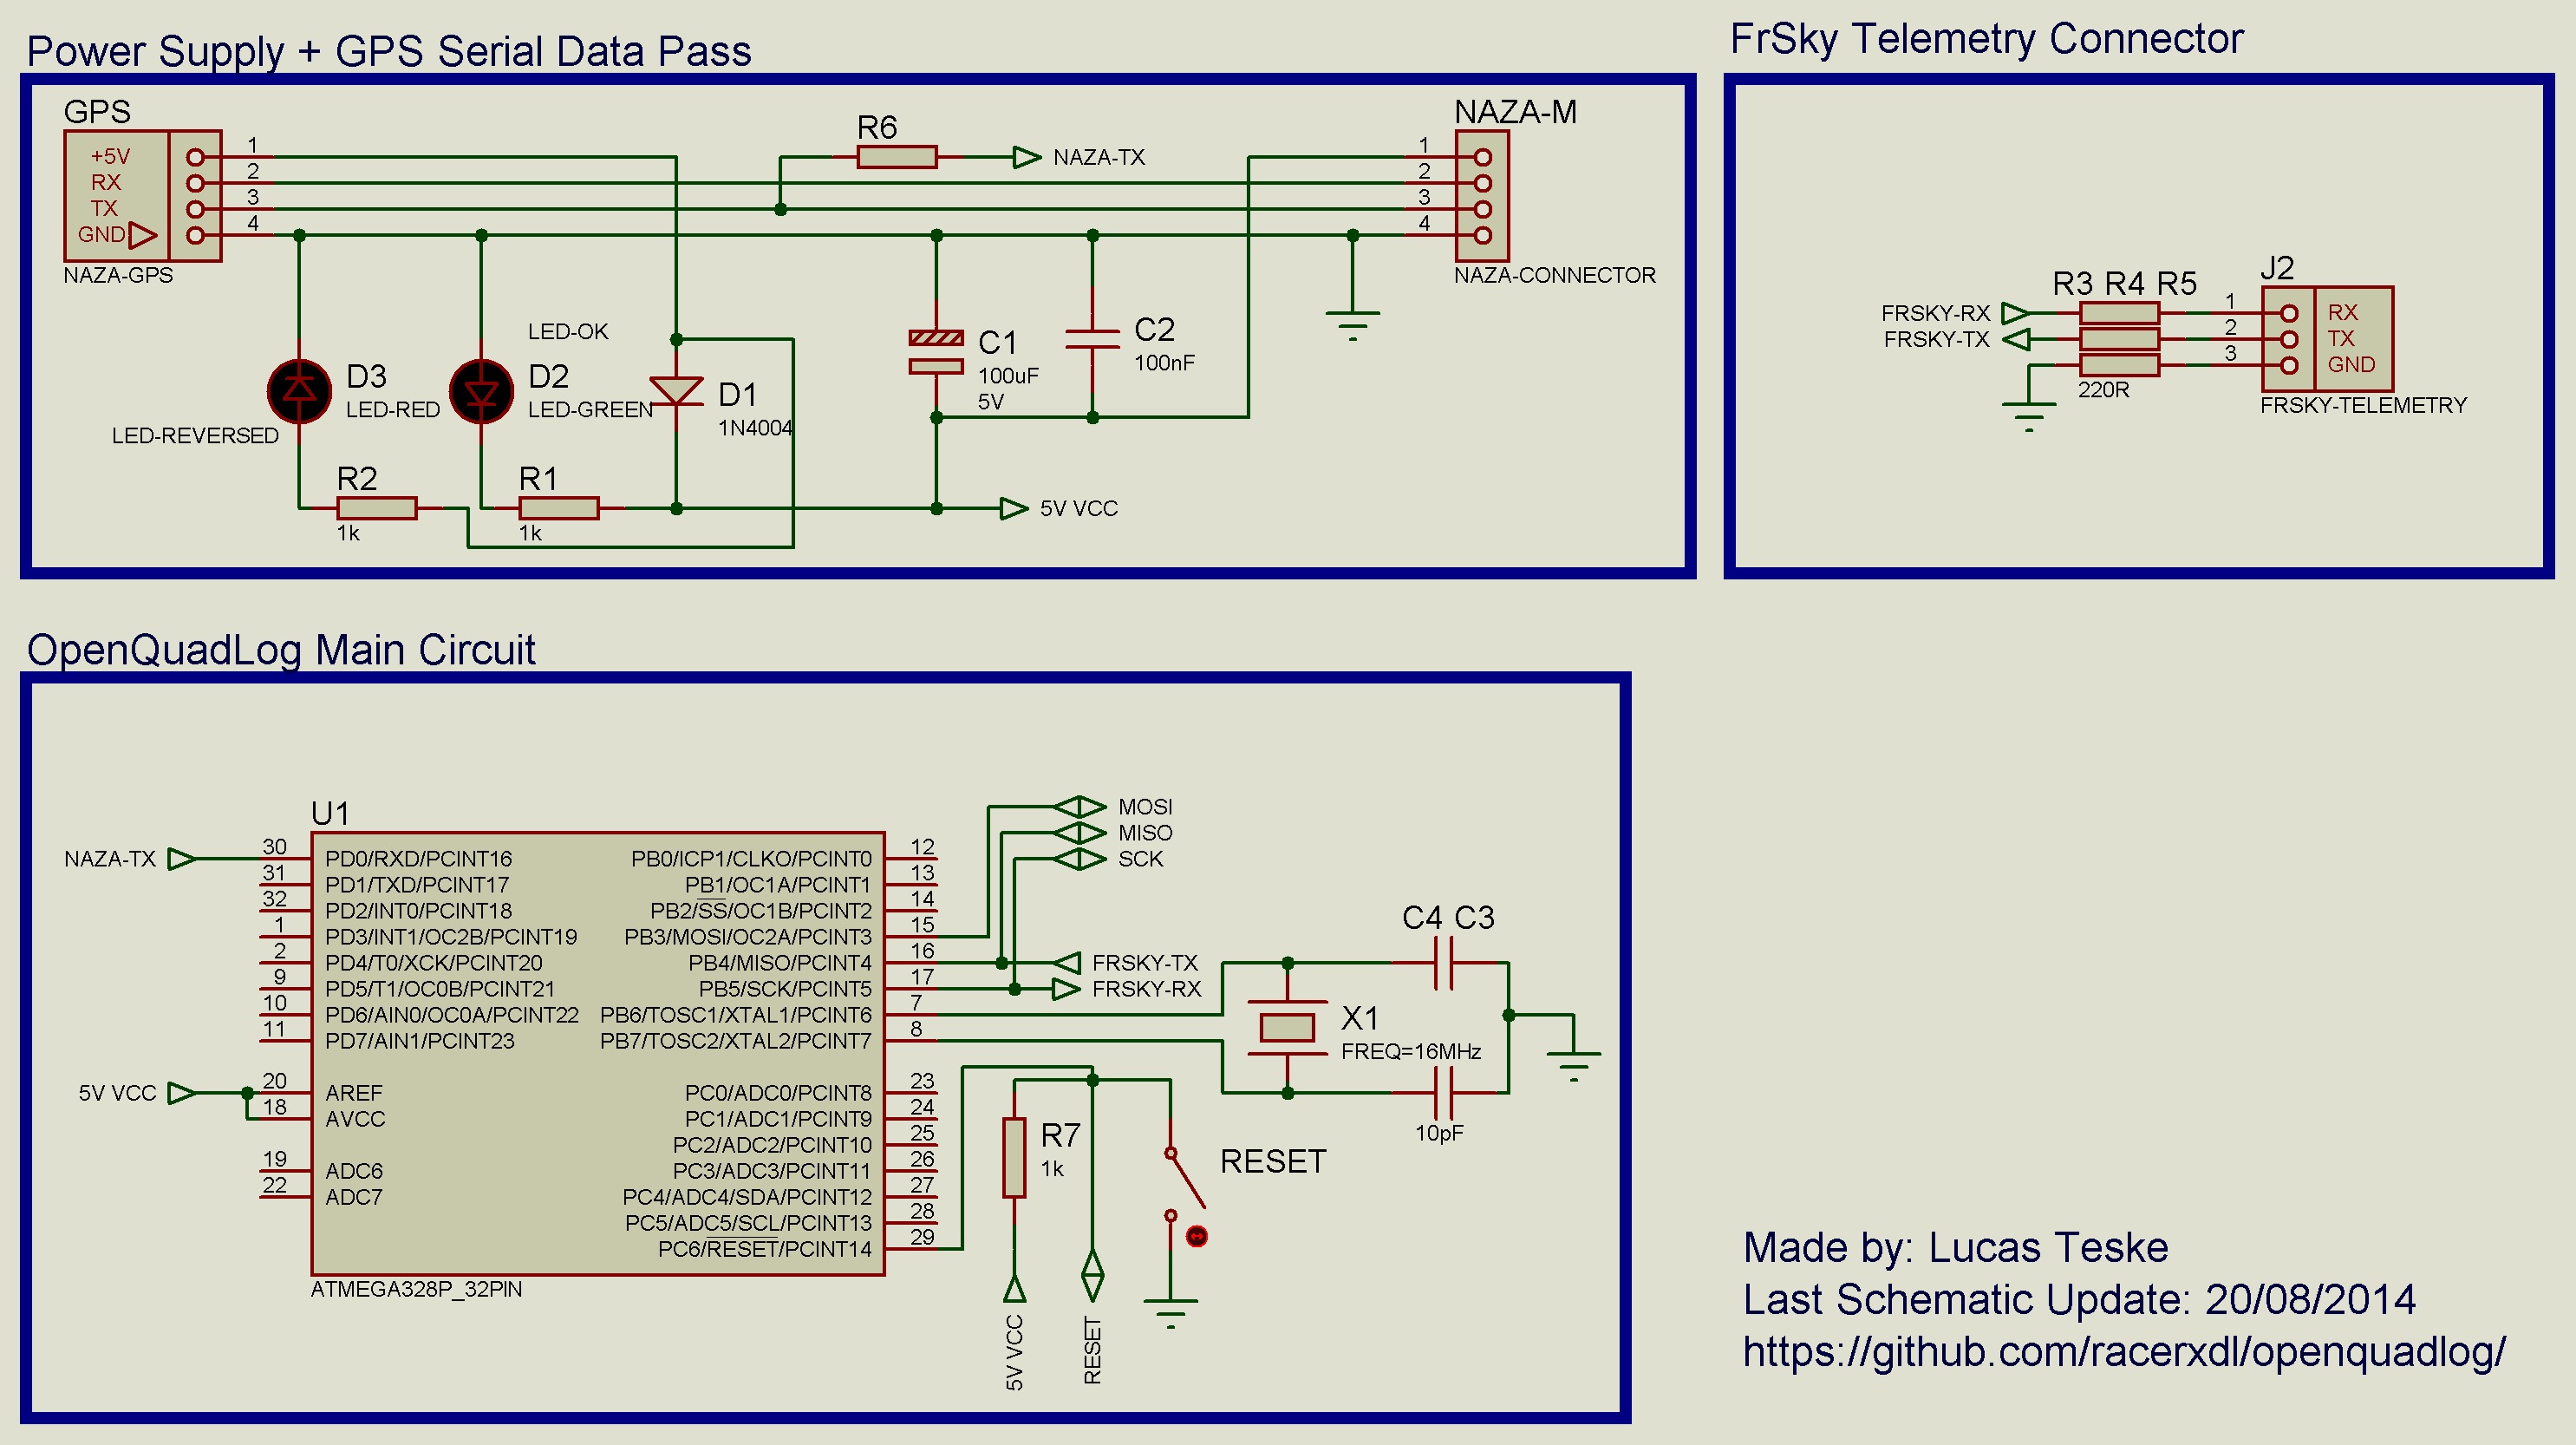 Power Supply + GPS Serial Data Pass
FrSky Telemetry Connector
GPS
+5V
RX
TX
GND
1
2
3
4
NAZA-GPS
R6
NAZA-TX
NAZA-M
1
2
3
4
NAZA-CONNECTOR
LED-OK
D3
LED-RED
LED-REVERSED
D2
LED-GREEN
D1
1N4004
C1
100uF
5V
C2
100nF
R2
1k
R1
1k
5V VCC
R3 R4 R5
FRSKY-RX
FRSKY-TX
220R
1
2
3
J2
RX
TX
GND
FRSKY-TELEMETRY
OpenQuadLog Main Circuit
U1
NAZA-TX
5V VCC
30 PD0/RXD/PCINT16
31 PD1/TXD/PCINT17
32 PD2/INT0/PCINT18
1 PD3/INT1/OC2B/PCINT19
2 PD4/T0/XCK/PCINT20
9 PD5/T1/OC0B/PCINT21
10 PD6/AIN0/OC0A/PCINT22
11 PD7/AIN1/PCINT23
20 AREF
18 AVCC
19 ADC6
22 ADC7
PB0/ICP1/CLKO/PCINT0 12
PB1/OC1A/PCINT1 13
PB2/SS/OC1B/PCINT2 14
PB3/MOSI/OC2A/PCINT3 15
PB4/MISO/PCINT4 16
PB5/SCK/PCINT5 17
PB6/TOSC1/XTAL1/PCINT6 7
PB7/TOSC2/XTAL2/PCINT7 8
PC0/ADC0/PCINT8 23
PC1/ADC1/PCINT9 24
PC2/ADC2/PCINT10 25
PC3/ADC3/PCINT11 26
PC4/ADC4/SDA/PCINT12 27
PC5/ADC5/SCL/PCINT13 28
PC6/RESET/PCINT14 29
ATMEGA328P_32PIN
MOSI
MISO
SCK
FRSKY-TX
FRSKY-RX
C4 C3
X1
FREQ=16MHz
10pF
R7
1k
RESET
5V VCC
RESET
Made by: Lucas Teske
Last Schematic Update: 20/08/2014
https://github.com/racerxdl/openquadlog/